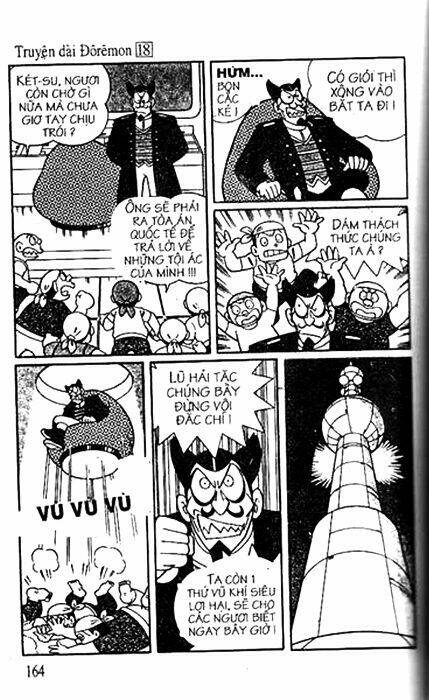 Truyện dài Đôrêmon 18
KÉT-SU, NGƯƠI
CÒN CHỜ GÌ
NỮA MÀ CHƯA
GIƠ TAY CHỊU
TRÓI ?
ÔNG SẼ PHẢI
RA TÒA ÁN
QUỐC TẾ ĐỂ
TRẢ LỜI VỀ
NHỮNG TỘI ÁC
CỦA MÌNH !!!
HỪM...
BỌN
CÁC
KÉ !
CÓ GIỎI THÌ
XÔNG VÀO
BẮT TA ĐI !
DÁM THÁCH
THỨC CHÚNG
TA À ?
VÙ VÙ VÙ
LŨ HẢI TẶC
CHÚNG BÂY
ĐỪNG VỘI
ĐẮC CHÍ !
TA CÒN 1
THỨ VŨ KHÍ SIÊU
LỢI HẠI, SẼ CHO
CÁC NGƯƠI BIẾT
NGAY BÂY GIỜ !
164